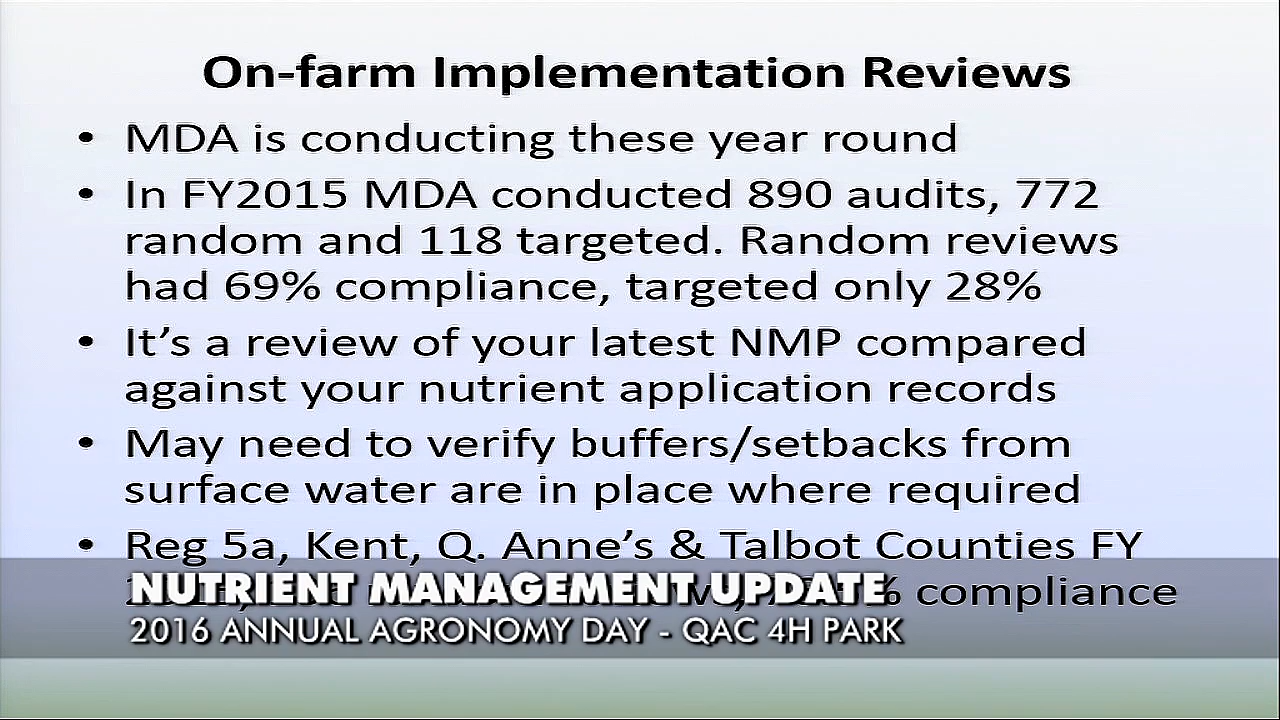 On-farm Implementation Reviews
• MDA is conducting these year round
• In FY2015 MDA conducted 890 audits, 772
random and 118 targeted. Random reviews
had 69% compliance, targeted only 28%
• It's a review of your latest NMP compared
against your nutrient application records
• May need to verify buffers/setbacks from
surface water are in place where required
• Reg 5a, Kent, Q. Anne's & Talbot Counties FY
compliance
NUTRIENT MANAGEMENT UPDATE
2016 ANNUAL AGRONOMY DAY - QAC 4H PARK